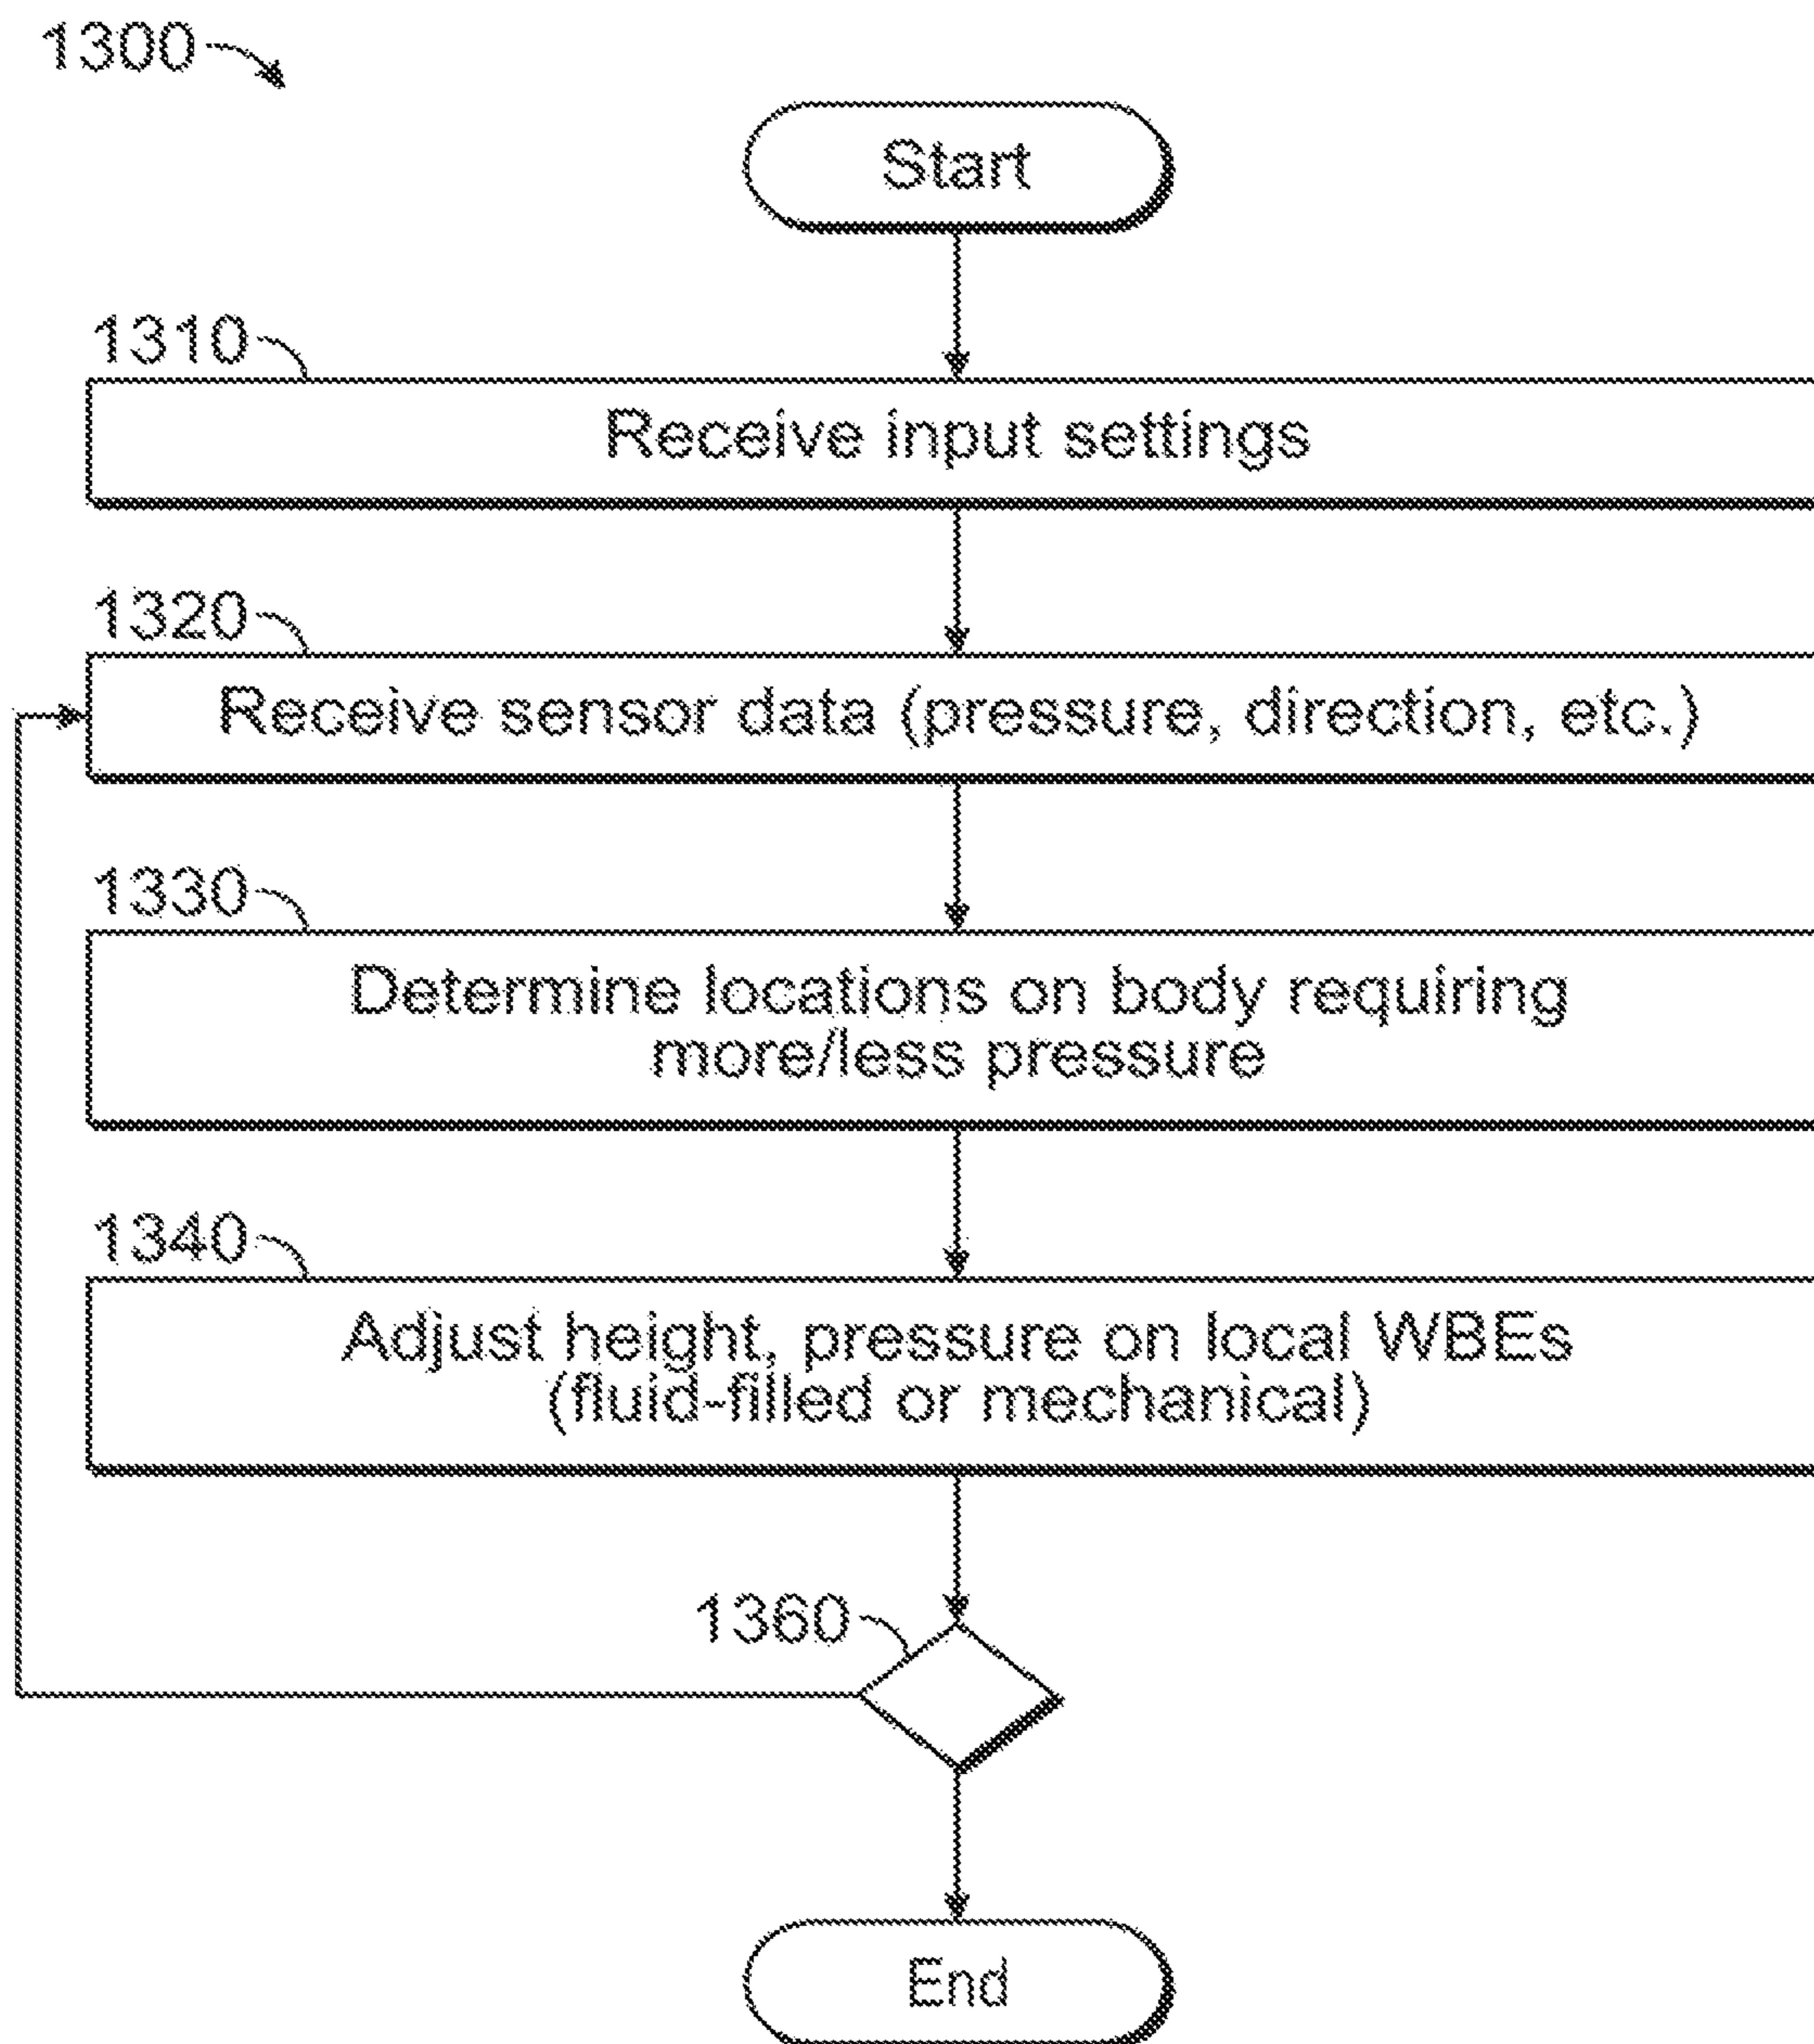 1300
Start
1310
Receive input settings
1320
Receive sensor data (pressure, direction, etc.)
1330
Determine locations on body requiring
more/less pressure
1340
Adjust height, pressure on local WBEs
(fluid-filled or mechanical)
1360
End